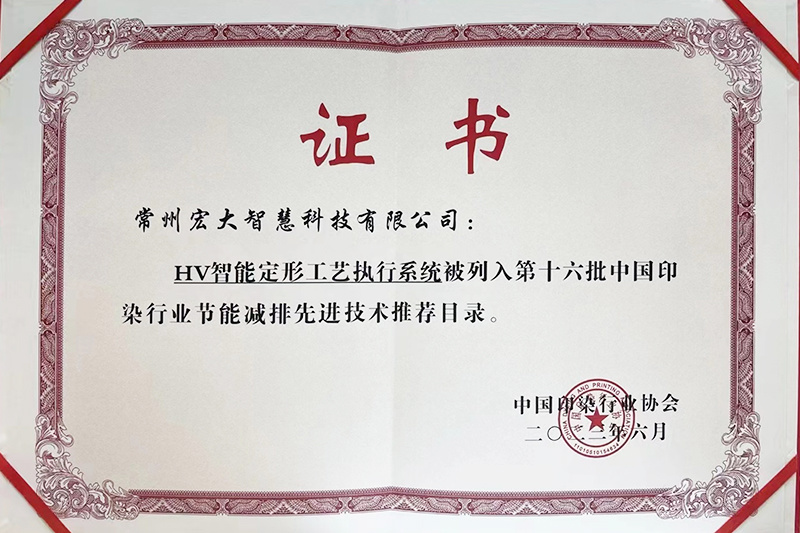 证书
常州宏大智慧科技有限公司：
HV智能定形工艺执行系统被列入第十六批中国印
染行业节能减排先进技术推荐目录。
中国印染行业协会
二〇二三年六月
AND PRINTING